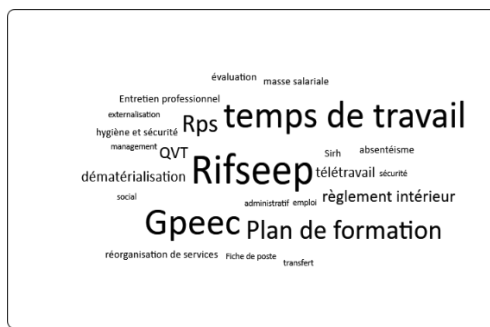 évaluation masse salariale
Entretien professionnel
externalisation Rps temps de travail
hygiène et sécurité
management QVT Rifseep Sirh absentéisme
dématérialisation télétravail sécurité
social administratif emploi règlement intérieur
Gpeec Plan de formation
réorganisation de services Fiche de poste transfert